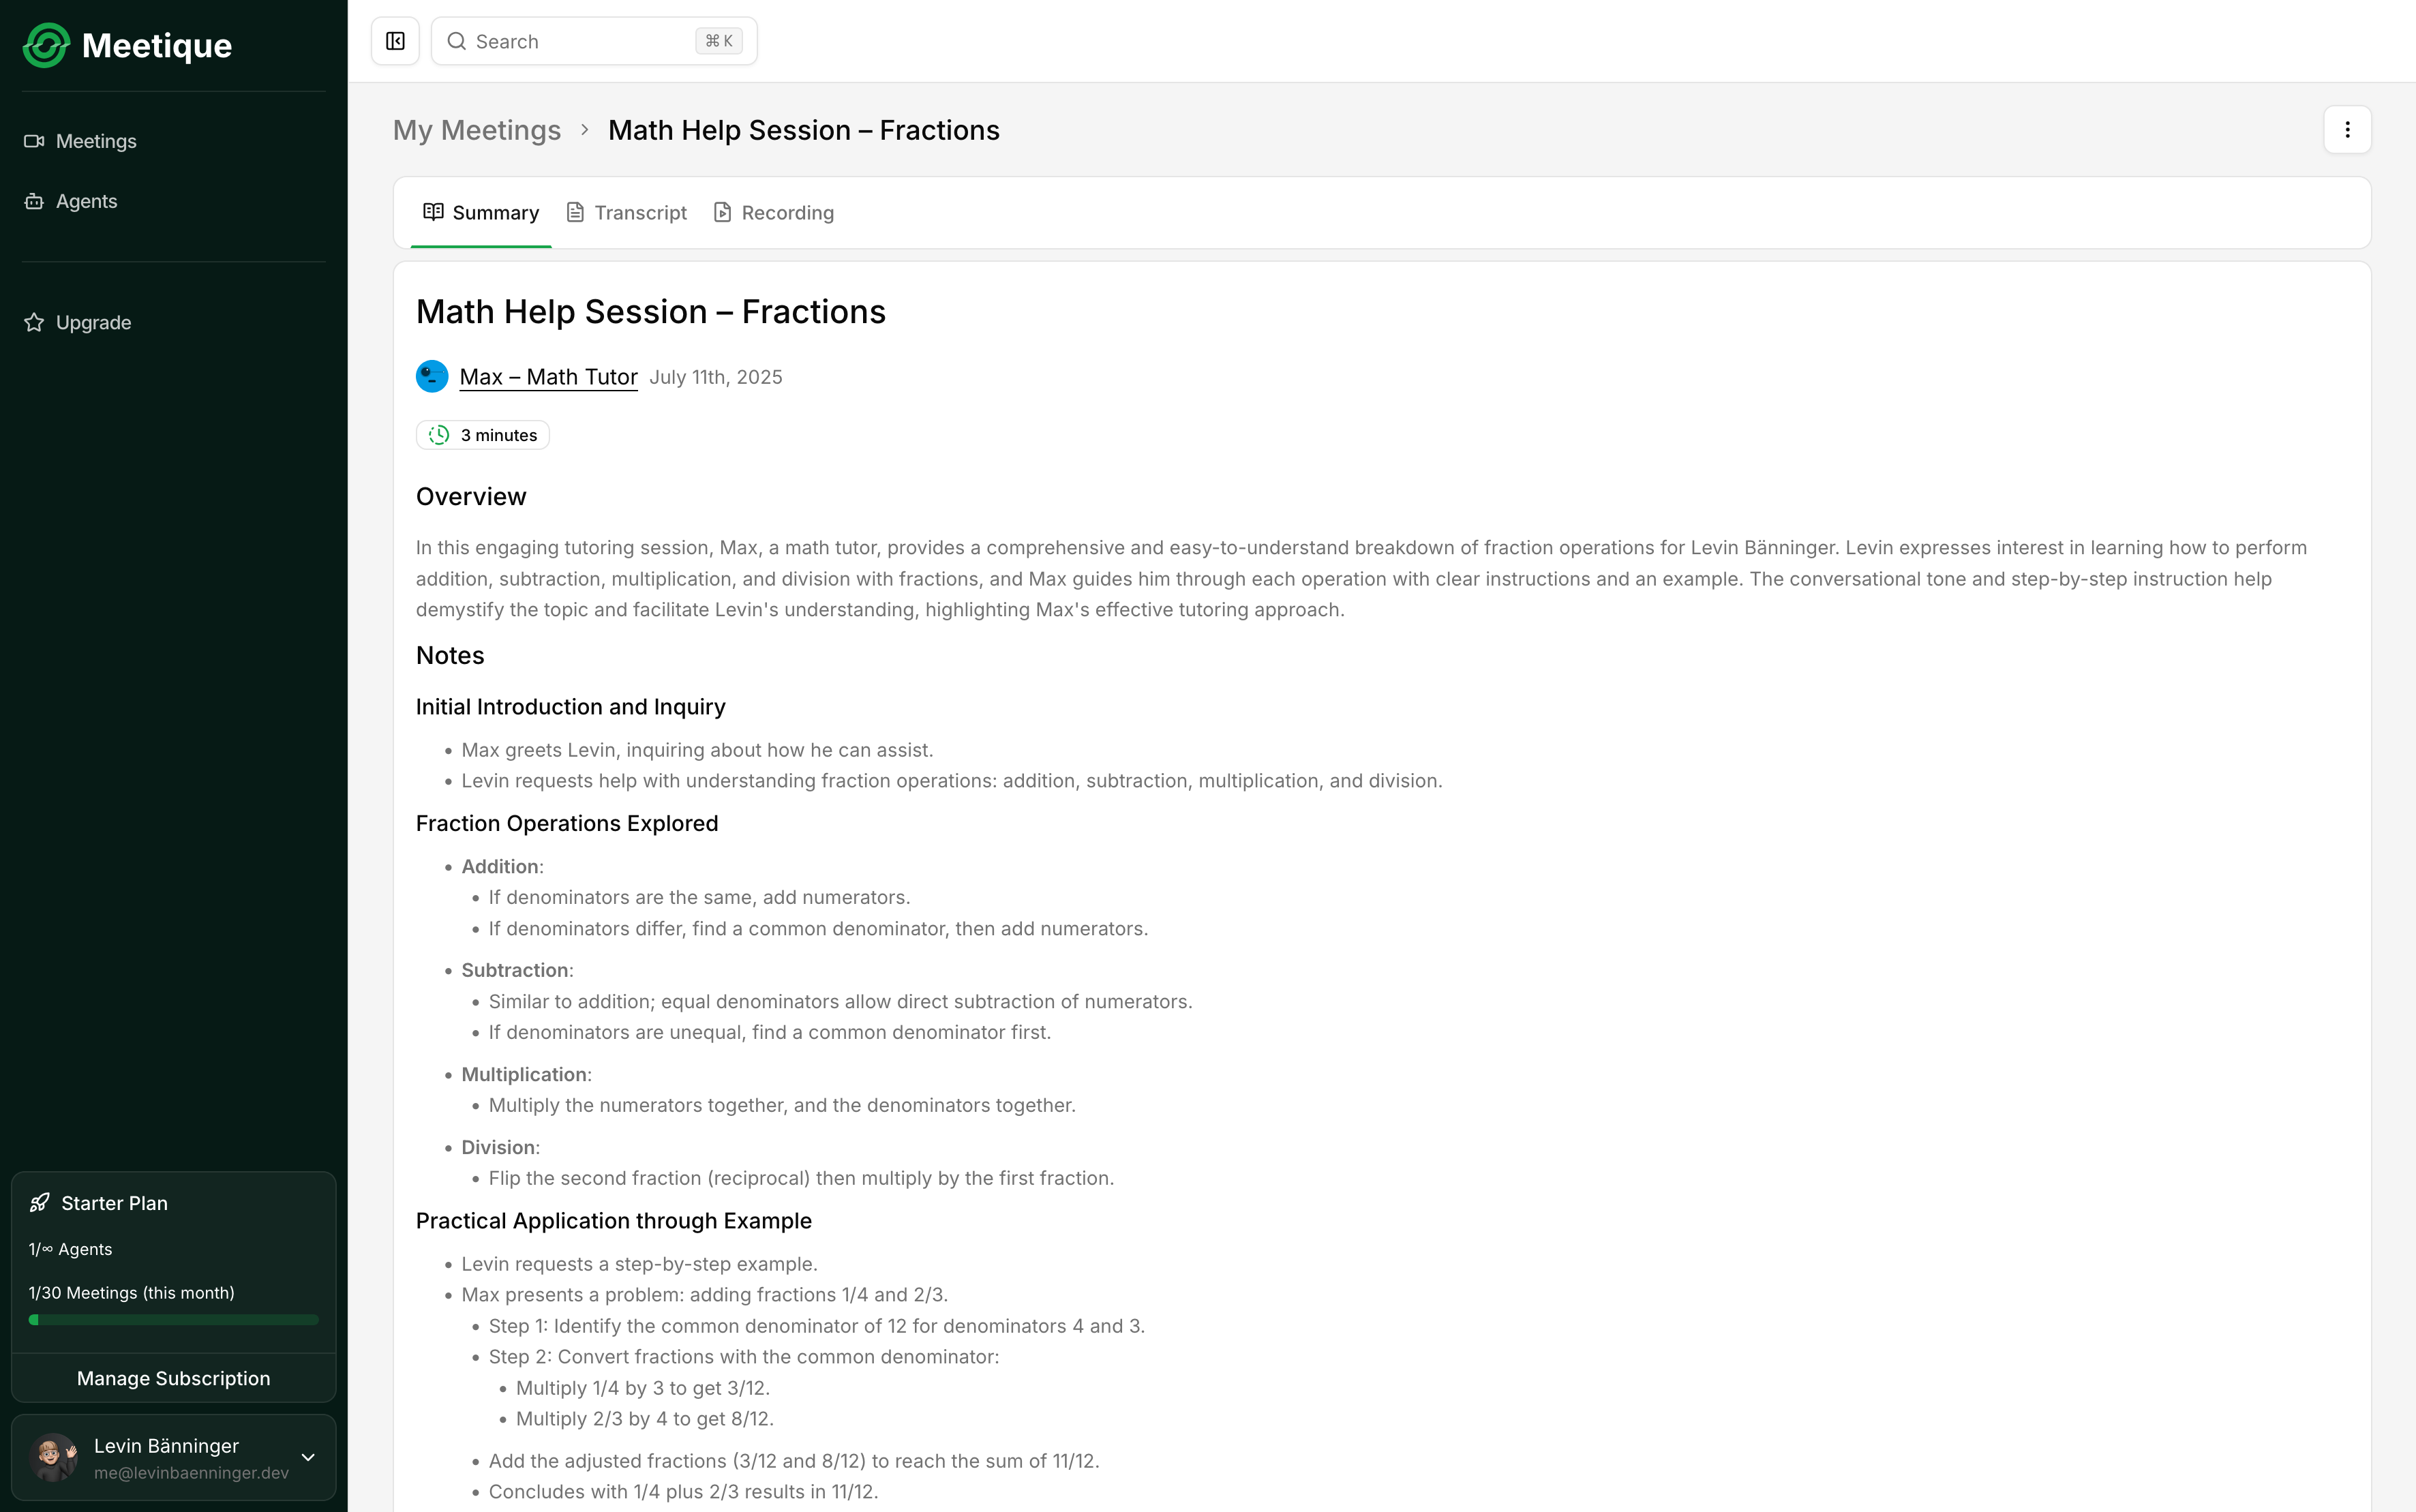 Meetique
Meetings
Agents
Upgrade
Starter Plan
1/∞ Agents
1/30 Meetings (this month)
Manage Subscription
Levin Bänninger
me@levinbaenninger.dev
Search
⌘ K
My Meetings > Math Help Session – Fractions
Summary Transcript Recording
Math Help Session – Fractions
Max – Math Tutor July 11th, 2025
3 minutes
Overview
In this engaging tutoring session, Max, a math tutor, provides a comprehensive and easy-to-understand breakdown of fraction operations for Levin Bänninger. Levin expresses interest in learning how to perform
addition, subtraction, multiplication, and division with fractions, and Max guides him through each operation with clear instructions and an example. The conversational tone and step-by-step instruction help
demystify the topic and facilitate Levin's understanding, highlighting Max's effective tutoring approach.
Notes
Initial Introduction and Inquiry
• Max greets Levin, inquiring about how he can assist.
• Levin requests help with understanding fraction operations: addition, subtraction, multiplication, and division.
Fraction Operations Explored
• Addition:
• If denominators are the same, add numerators.
• If denominators differ, find a common denominator, then add numerators.
• Subtraction:
• Similar to addition; equal denominators allow direct subtraction of numerators.
• If denominators are unequal, find a common denominator first.
• Multiplication:
• Multiply the numerators together, and the denominators together.
• Division:
• Flip the second fraction (reciprocal) then multiply by the first fraction.
Practical Application through Example
• Levin requests a step-by-step example.
• Max presents a problem: adding fractions 1/4 and 2/3.
• Step 1: Identify the common denominator of 12 for denominators 4 and 3.
• Step 2: Convert fractions with the common denominator:
• Multiply 1/4 by 3 to get 3/12.
• Multiply 2/3 by 4 to get 8/12.
• Add the adjusted fractions (3/12 and 8/12) to reach the sum of 11/12.
• Concludes with 1/4 plus 2/3 results in 11/12.